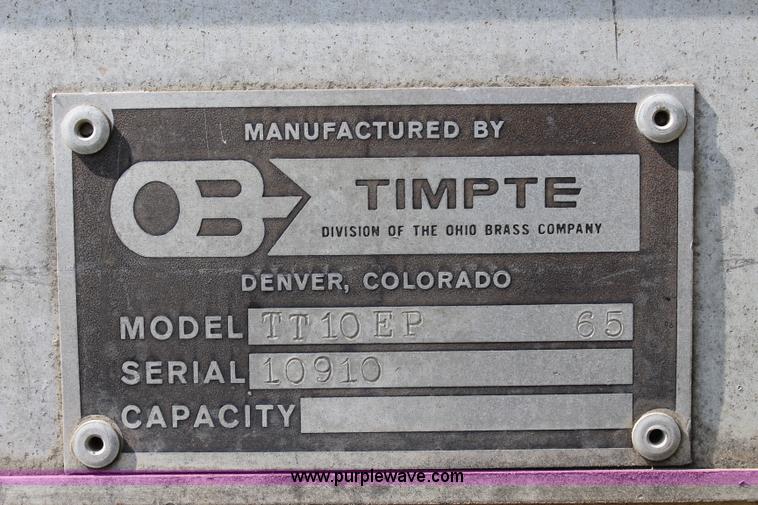 MANUFACTURED BY
OB TIMPTE
DIVISION OF THE OHIO BRASS COMPANY
DENVER, COLORADO
MODEL TT10EP 65
SERIAL 10910
CAPACITY
www.purplewave.com